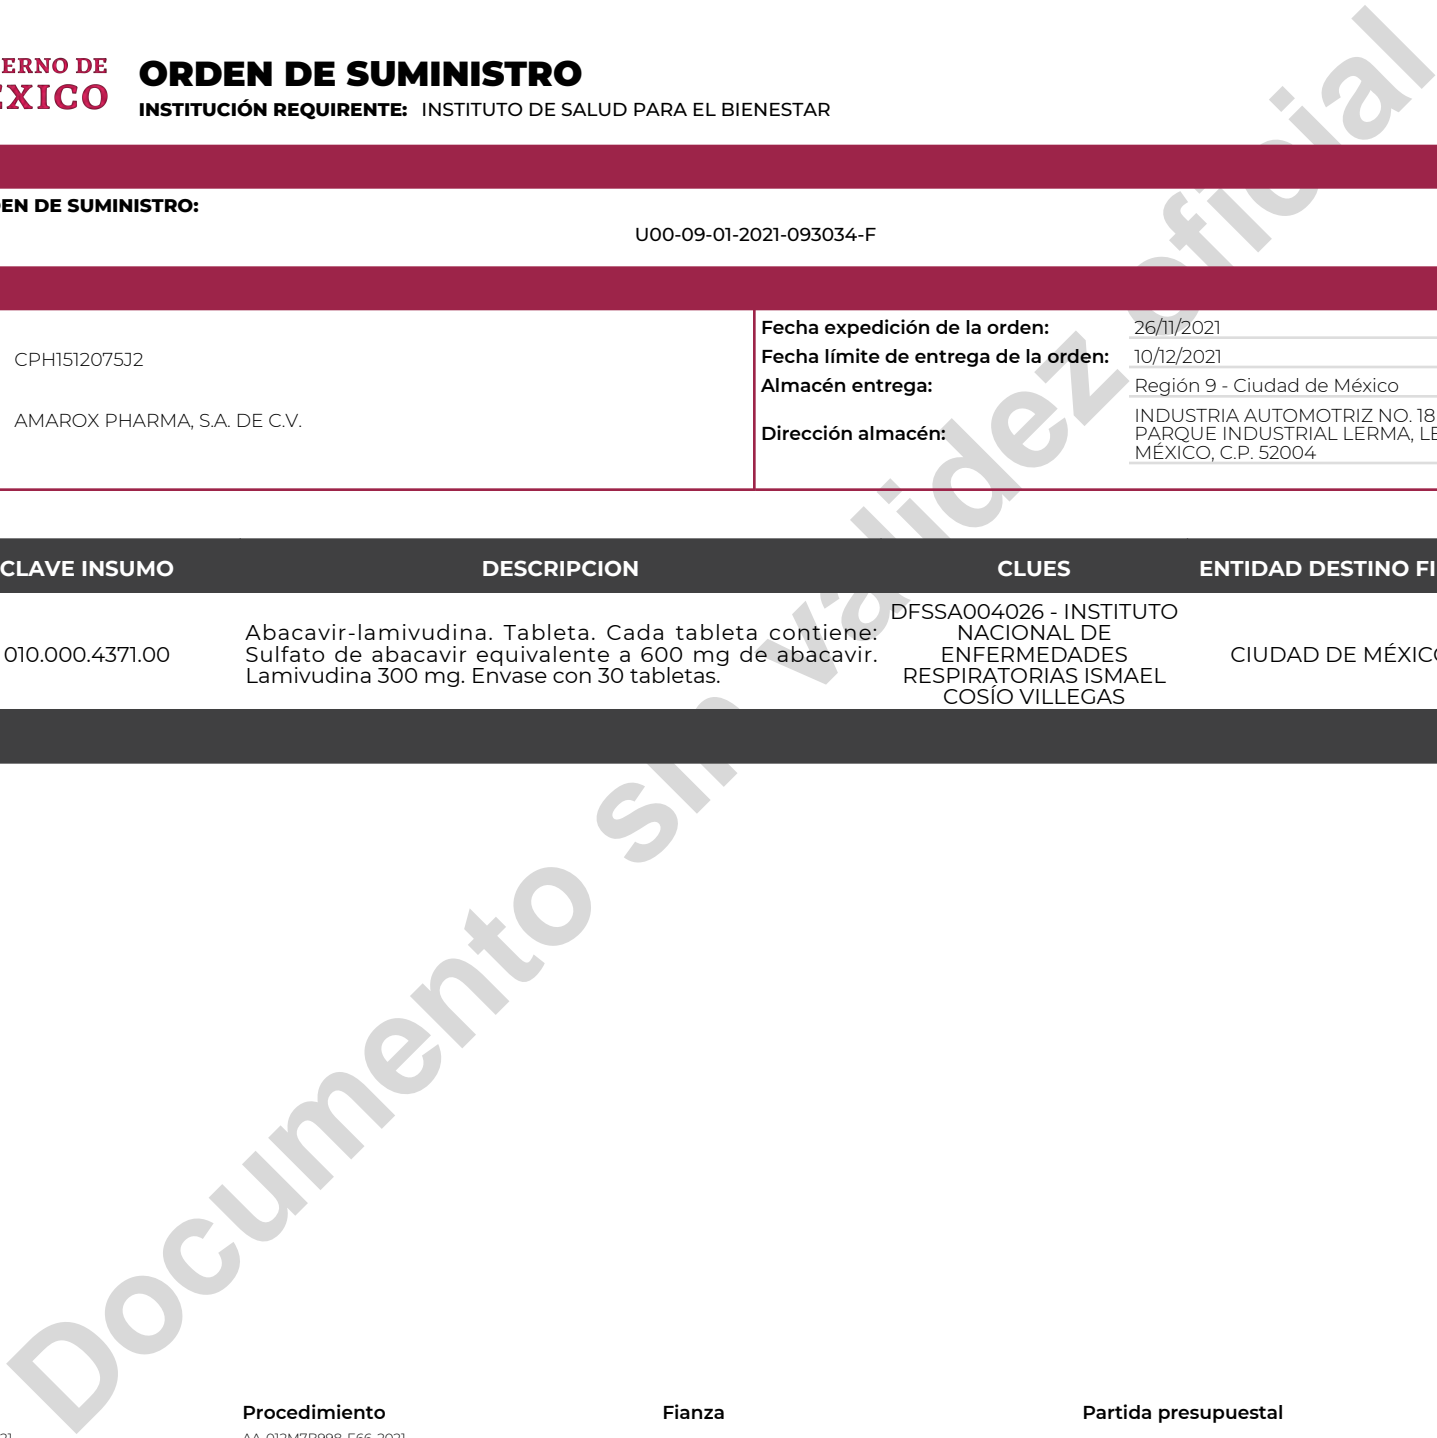 ERNO DE
ORDEN DE SUMINISTRO
INSTITUCIÓN REQUIRENTE: INSTITUTO DE SALUD PARA EL BIENESTAR
EN DE SUMINISTRO:
U00-09-01-2021-093034-F
CPH1512075J2
AMAROX PHARMA, S.A. DE C.V.
Fecha expedición de la orden: 26/11/2021
Fecha límite de entrega de la orden: 10/12/2021
Almacén entrega: Región 9 - Ciudad de México
Dirección almacén:
INDUSTRIA AUTOMOTRIZ NO. 18
PARQUE INDUSTRIAL LERMA, LE
MÉXICO, C.P. 52004
CLAVE INSUMO DESCRIPCION CLUES ENTIDAD DESTINO FI
010.000.4371.00
Abacavir-lamivudina. Tableta. Cada tableta contiene:
Sulfato de abacavir equivalente a 600 mg de abacavir.
Lamivudina 300 mg. Envase con 30 tabletas.
DFSSA004026 - INSTITUTO
NACIONAL DE
ENFERMEDADES
RESPIRATORIAS ISMAEL
COSÍO VILLEGAS
CIUDAD DE MÉXICO
Documento sin validez oficial
Procedimiento Fianza Partida presupuestal